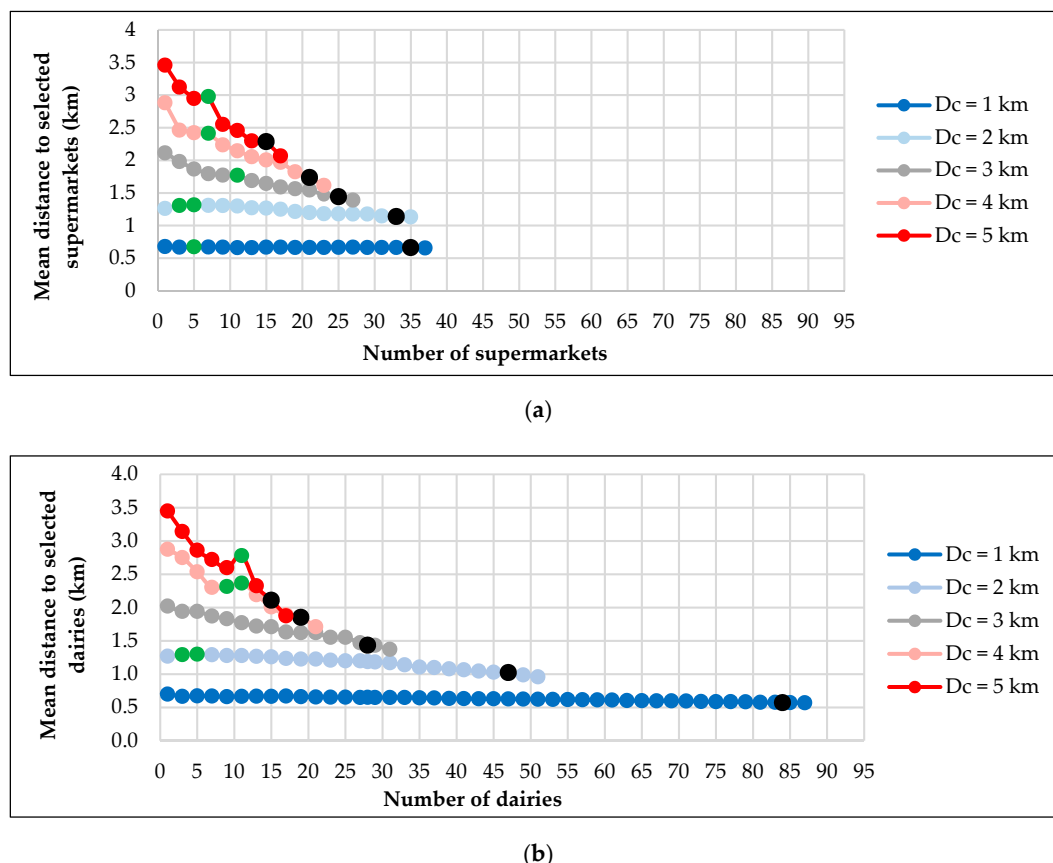 4
3.5
3
2.5
2
1.5
1
0.5
0
Mean distance to selected
supermarkets (km)
0 5 10 15 20 25 30 35 40 45 50 55 60 65 70 75 80 85 90 95
Number of supermarkets
Dc = 1 km
Dc = 2 km
Dc = 3 km
Dc = 4 km
Dc = 5 km
(a)
4.0
3.5
3.0
2.5
2.0
1.5
1.0
0.5
0.0
Mean distance to selected
dairies (km)
0 5 10 15 20 25 30 35 40 45 50 55 60 65 70 75 80 85 90 95
Number of dairies
Dc = 1 km
Dc = 2 km
Dc = 3 km
Dc = 4 km
Dc = 5 km
(b)